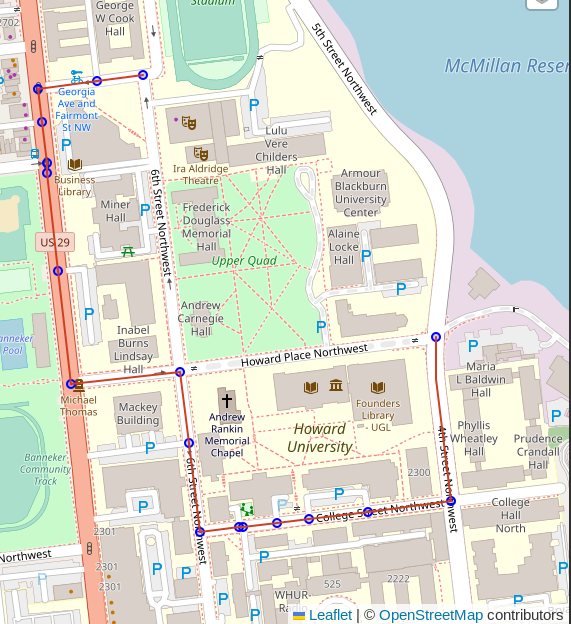 Stadium
George
W Cook
Hall
2702
5th Street Northwest
McMillan Reser
Georgia
Ave and
Fairmont
St NW
Lulu
Vere
Childers
Hall
Ira Aldridge
Theatre
Business
Library
6th Street Northwest
Armour
Blackburn
University
Center
Miner
Hall
Frederick
Douglass
Memorial
Hall
Alaine
Locke
Hall
US 29
Upper Quad
Andrew
Carnegie
Hall
Banneker
Pool
Inabel
Burns
Lindsay
Hall
Howard Place Northwest
Maria
L Baldwin
Hall
Michael
Thomas
Mackey
Building
Andrew
Rankin
Memorial
Chapel
Founders
Library
- UGL
Howard
University
4th Street Northwest
Phyllis
Wheatley
Hall
Prudence
Crandall
Hall
Banneker
Community
Track
6th Street Northwest
2300
College Street Northwest
College
Hall
North
2301
Northwest
2301
2301
WHUR
525
2222
Leaflet | © OpenStreetMap contributors